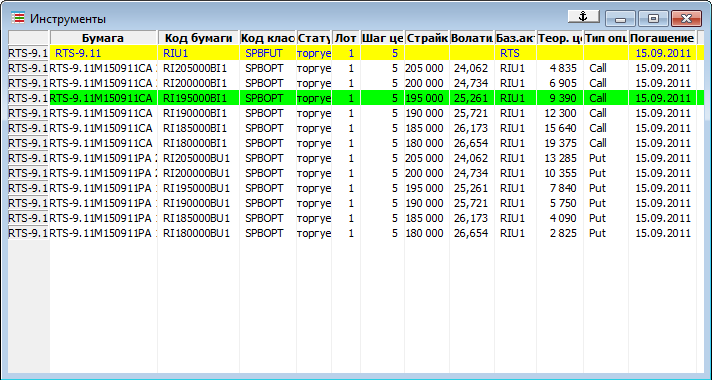 Инструменты
Бумага Код бумаги Код клас Стату Лот Шаг це Страйк Волати Баз.акт Теор. це Тип опц Погашение
RTS-9.1 RTS-9.11 RIU1 SPBFUT торгуе 1 5 RTS 15.09.2011
RTS-9.1 RTS-9.11M150911CA RI205000BI1 SPBOPT торгуе 1 5 205 000 24,062 RIU1 4 835 Call 15.09.2011
RTS-9.1 RTS-9.11M150911CA RI200000BI1 SPBOPT торгуе 1 5 200 000 24,734 RIU1 6 905 Call 15.09.2011
RTS-9.1 RTS-9.11M150911CA RI195000BI1 SPBOPT торгуе 1 5 195 000 25,261 RIU1 9 390 Call 15.09.2011
RTS-9.1 RTS-9.11M150911CA RI190000BI1 SPBOPT торгуе 1 5 190 000 25,721 RIU1 12 300 Call 15.09.2011
RTS-9.1 RTS-9.11M150911CA RI185000BI1 SPBOPT торгуе 1 5 185 000 26,173 RIU1 15 640 Call 15.09.2011
RTS-9.1 RTS-9.11M150911CA RI180000BI1 SPBOPT торгуе 1 5 180 000 26,654 RIU1 19 375 Call 15.09.2011
RTS-9.1 RTS-9.11M150911PA 2 RI205000BU1 SPBOPT торгуе 1 5 205 000 24,062 RIU1 13 285 Put 15.09.2011
RTS-9.1 RTS-9.11M150911PA 2 RI200000BU1 SPBOPT торгуе 1 5 200 000 24,734 RIU1 10 355 Put 15.09.2011
RTS-9.1 RTS-9.11M150911PA RI195000BU1 SPBOPT торгуе 1 5 195 000 25,261 RIU1 7 840 Put 15.09.2011
RTS-9.1 RTS-9.11M150911PA RI190000BU1 SPBOPT торгуе 1 5 190 000 25,721 RIU1 5 750 Put 15.09.2011
RTS-9.1 RTS-9.11M150911PA RI185000BU1 SPBOPT торгуе 1 5 185 000 26,173 RIU1 4 090 Put 15.09.2011
RTS-9.1 RTS-9.11M150911PA RI180000BU1 SPBOPT торгуе 1 5 180 000 26,654 RIU1 2 825 Put 15.09.2011